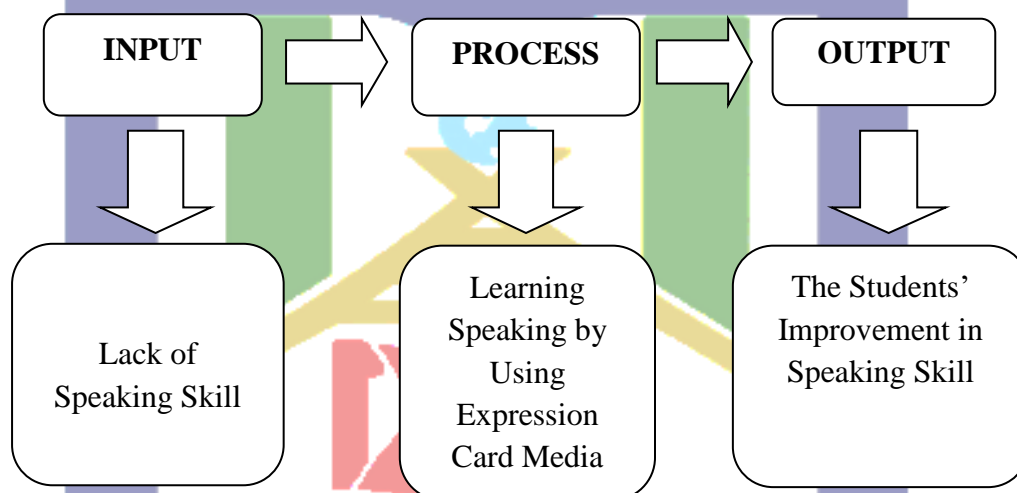 INPUT
PROCESS
OUTPUT
Lack of
Speaking Skill
Learning
Speaking by
Using
Expression
Card Media
The Students’
Improvement in
Speaking Skill